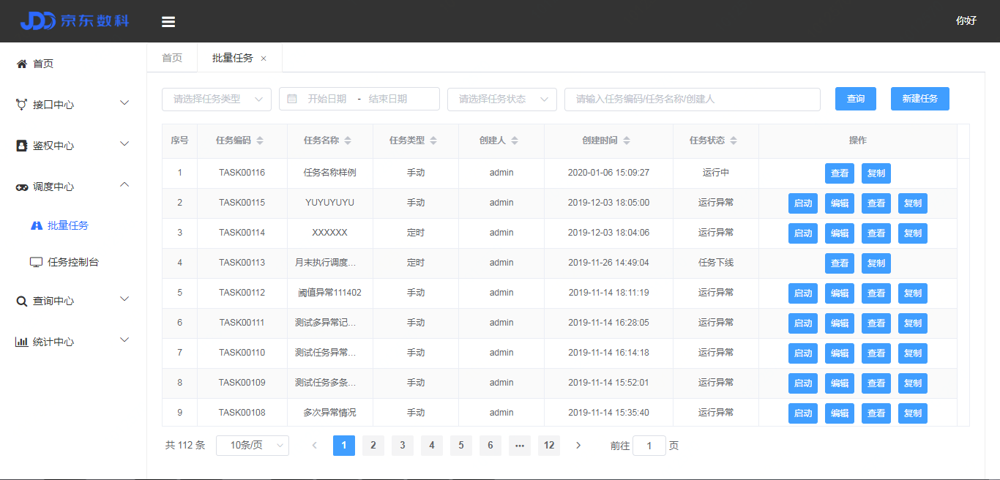 JDD 京东数科
你好
首页
接口中心
鉴权中心
调度中心
批量任务
任务控制台
查询中心
统计中心
首页 批量任务 ×
请选择任务类型 开始日期 - 结束日期 请选择任务状态 请输入任务编码/任务名称/创建人 查询 新建任务
序号 任务编码 任务名称 任务类型 创建人 创建时间 任务状态 操作
1 TASK00116 任务名称样例 手动 admin 2020-01-06 15:09:27 运行中 查看 复制
2 TASK00115 YUYUYUYU 手动 admin 2019-12-03 18:05:00 运行异常 启动 编辑 查看 复制
3 TASK00114 XXXXXX 定时 admin 2019-12-03 18:04:06 运行异常 启动 编辑 查看 复制
4 TASK00113 月末执行调度... 定时 admin 2019-11-26 14:49:04 任务下线 查看 复制
5 TASK00112 阈值异常111402 手动 admin 2019-11-14 18:11:19 运行异常 启动 编辑 查看 复制
6 TASK00111 测试多异常记... 手动 admin 2019-11-14 16:28:05 运行异常 启动 编辑 查看 复制
7 TASK00110 测试任务异常... 手动 admin 2019-11-14 16:14:18 运行异常 启动 编辑 查看 复制
8 TASK00109 测试任务多条... 手动 admin 2019-11-14 15:52:01 运行异常 启动 编辑 查看 复制
9 TASK00108 多次异常情况 手动 admin 2019-11-14 15:35:40 运行异常 启动 编辑 查看 复制
共 112 条 10条/页 1 2 3 4 5 6 ... 12 前往 1 页